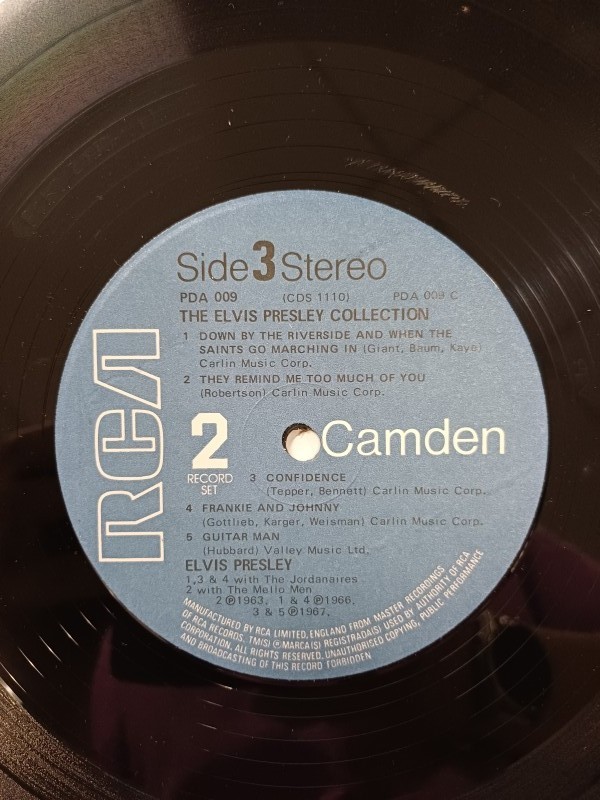 Side 3 Stereo
PDA 009 (CDS 1110) PDA 009 C
THE ELVIS PRESLEY COLLECTION
1 DOWN BY THE RIVERSIDE AND WHEN THE
SAINTS GO MARCHING IN (Giant, Baum, Kaye)
Carlin Music Corp.
2 THEY REMIND ME TOO MUCH OF YOU
(Robertson) Carlin Music Corp.
RCA
2
RECORD
SET
Camden
3 CONFIDENCE
(Tepper, Bennett) Carlin Music Corp.
4 FRANKIE AND JOHNNY
(Gottlieb, Karger, Weisman) Carlin Music Corp.
5 GUITAR MAN
(Hubbard) Valley Music Ltd.
ELVIS PRESLEY
1,3 & 4 with The Jordanaires
2 with The Mello Men
2 ℗1963; 1 & 4 ℗1966,
3 & 5 ℗1967.
MANUFACTURED BY RCA LIMITED, ENGLAND FROM MASTER RECORDINGS
OF RCA RECORDS. TM(S) ® MARCA(S) REGISTRADA(S) USED BY AUTHORITY OF RCA
CORPORATION. ALL RIGHTS RESERVED. UNAUTHORISED COPYING, PUBLIC PERFORMANCE
AND BROADCASTING OF THIS RECORD FORBIDDEN